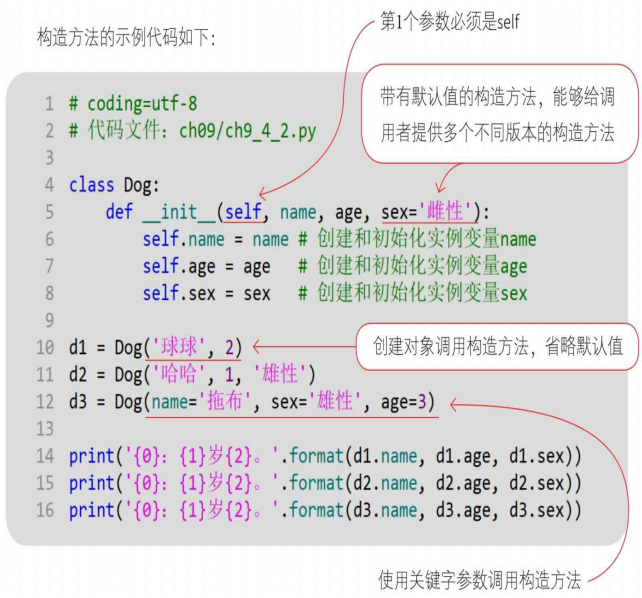 构造方法的示例代码如下:
第1个参数必须是self
带有默认值的构造方法，能够给调
用者提供多个不同版本的构造方法
1 # coding=utf-8
2 # 代码文件: ch09/ch9_4_2.py
3
4 class Dog:
5     def __init__(self, name, age, sex='雌性'):
6         self.name = name # 创建和初始化实例变量name
7         self.age = age   # 创建和初始化实例变量age
8         self.sex = sex   # 创建和初始化实例变量sex
9
10 d1 = Dog('球球', 2)
创建对象调用构造方法，省略默认值
11 d2 = Dog('哈哈', 1, '雄性')
12 d3 = Dog(name='拖布', sex='雄性', age=3)
13
14 print('{0}: {1}岁{2}。'.format(d1.name, d1.age, d1.sex))
15 print('{0}: {1}岁{2}。'.format(d2.name, d2.age, d2.sex))
16 print('{0}: {1}岁{2}。'.format(d3.name, d3.age, d3.sex))
使用关键字参数调用构造方法